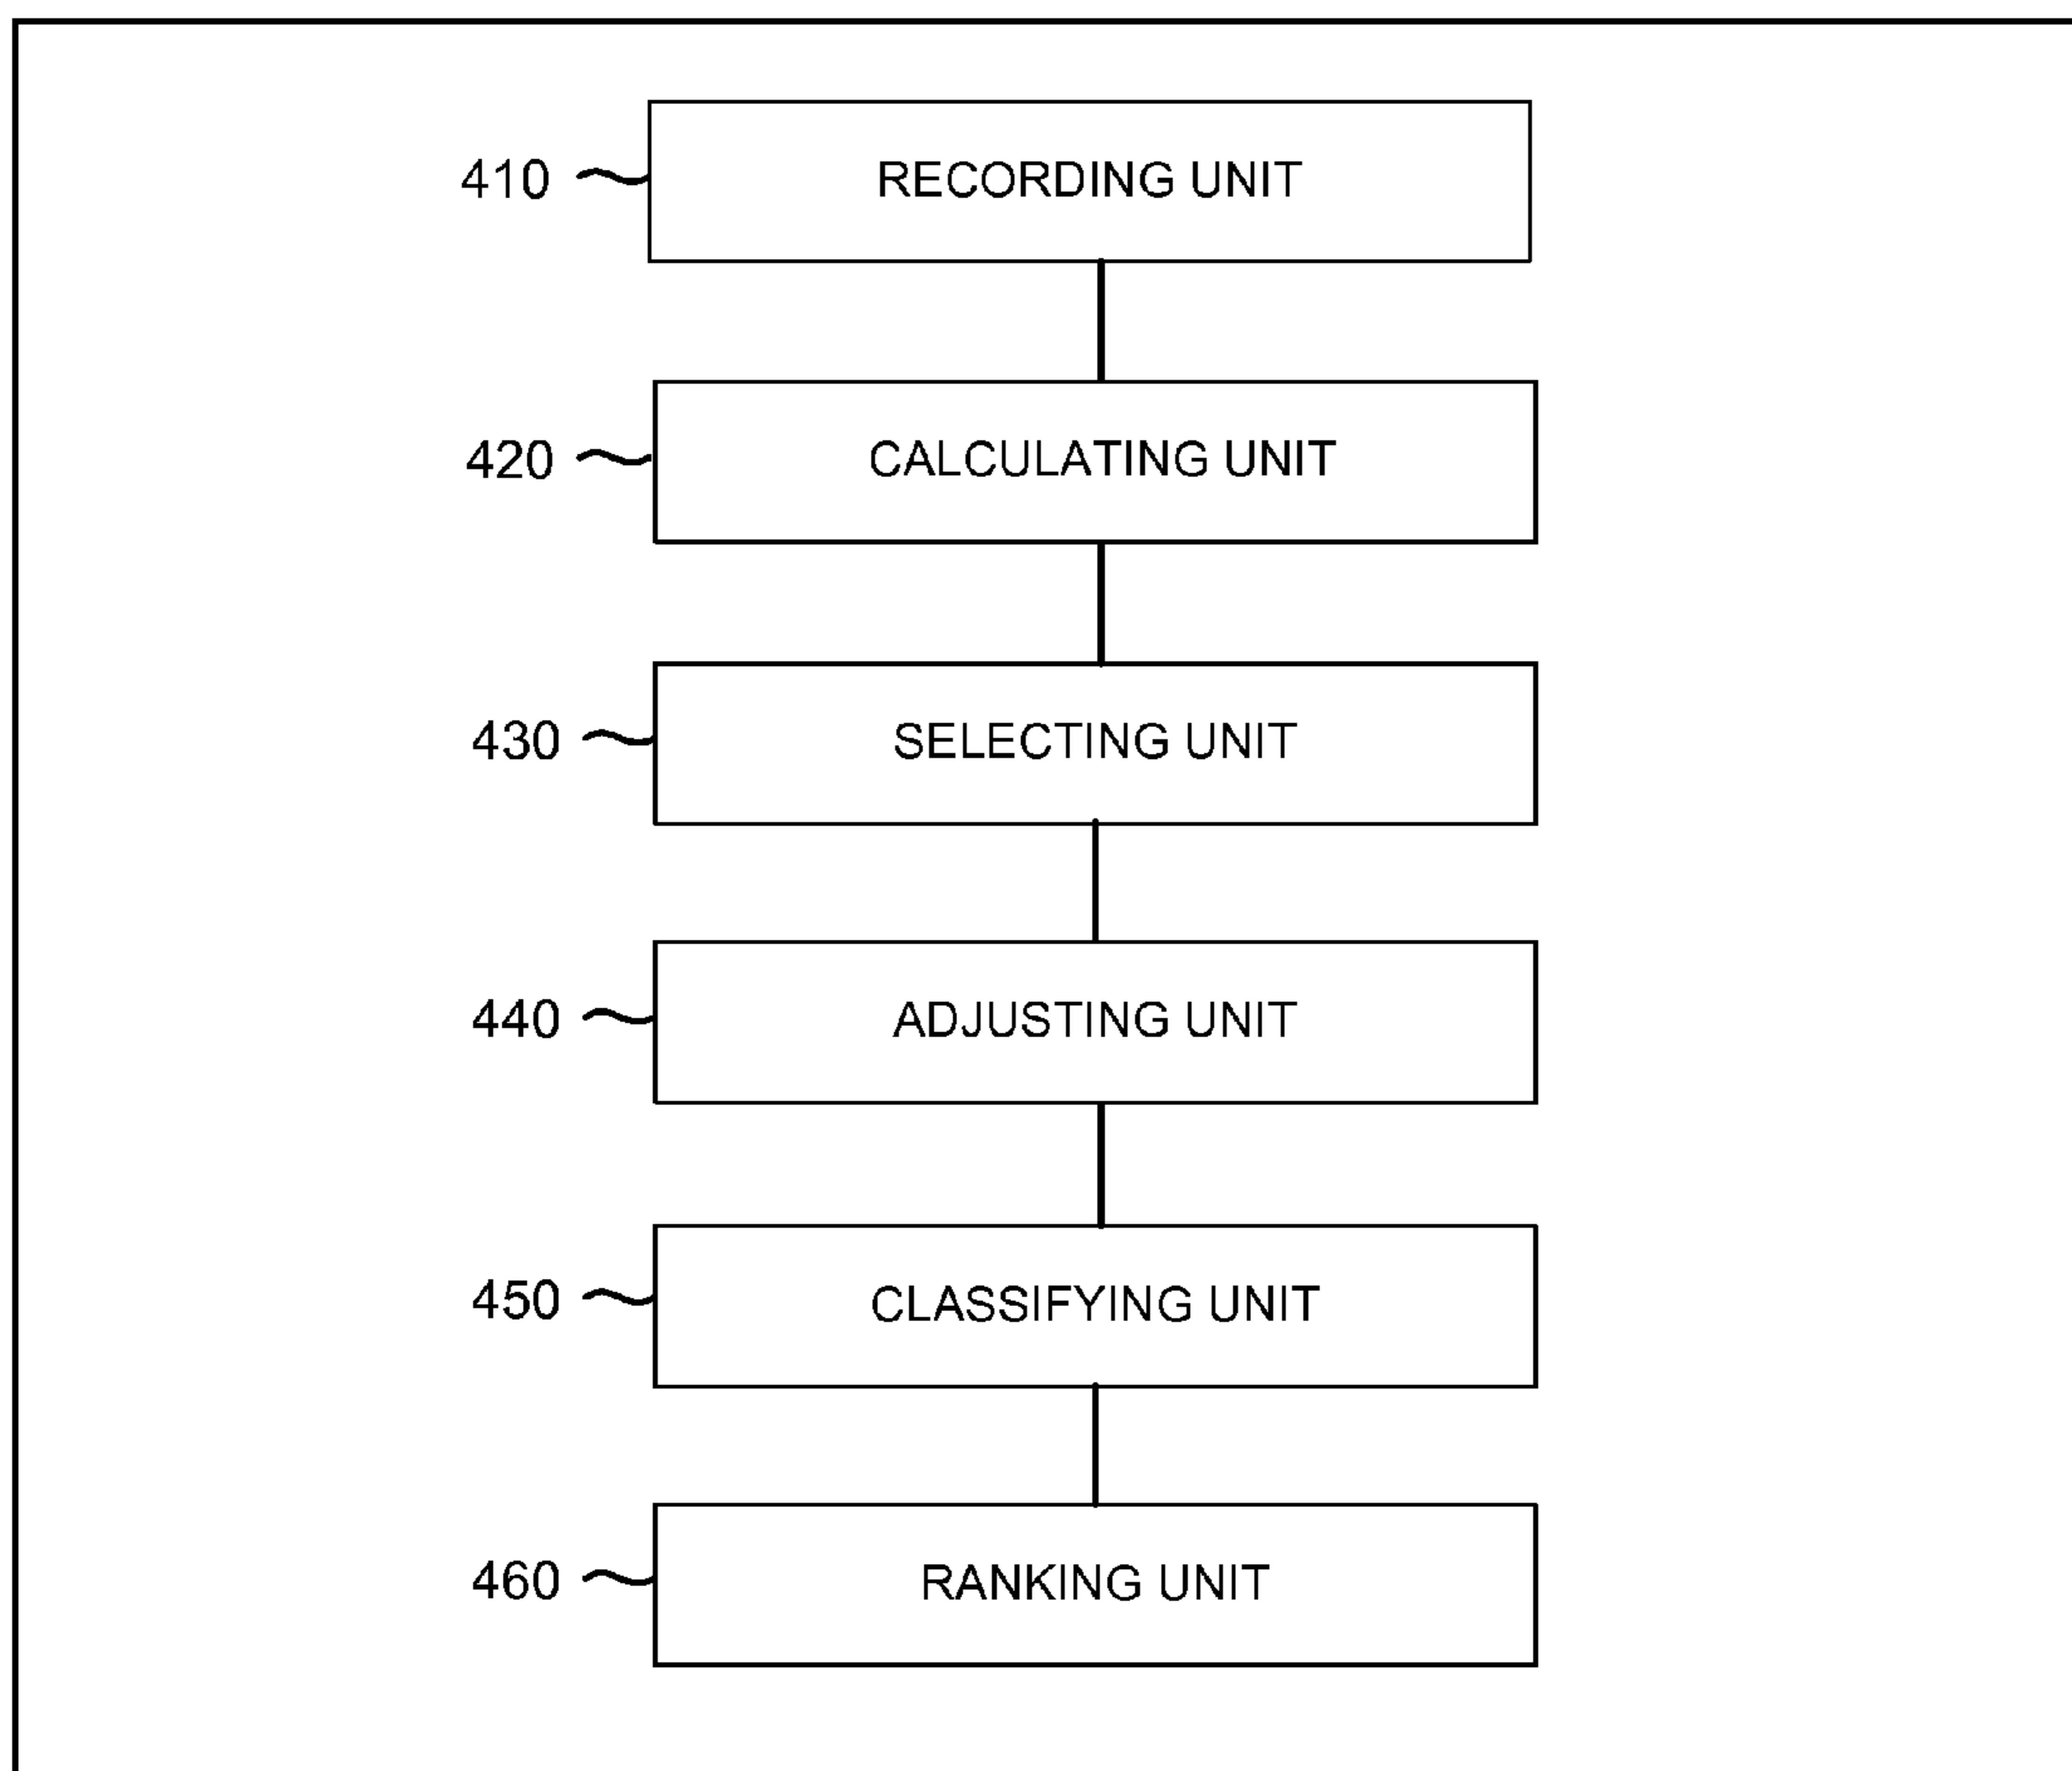 410 RECORDING UNIT
420 CALCULATING UNIT
430 SELECTING UNIT
440 ADJUSTING UNIT
450 CLASSIFYING UNIT
460 RANKING UNIT